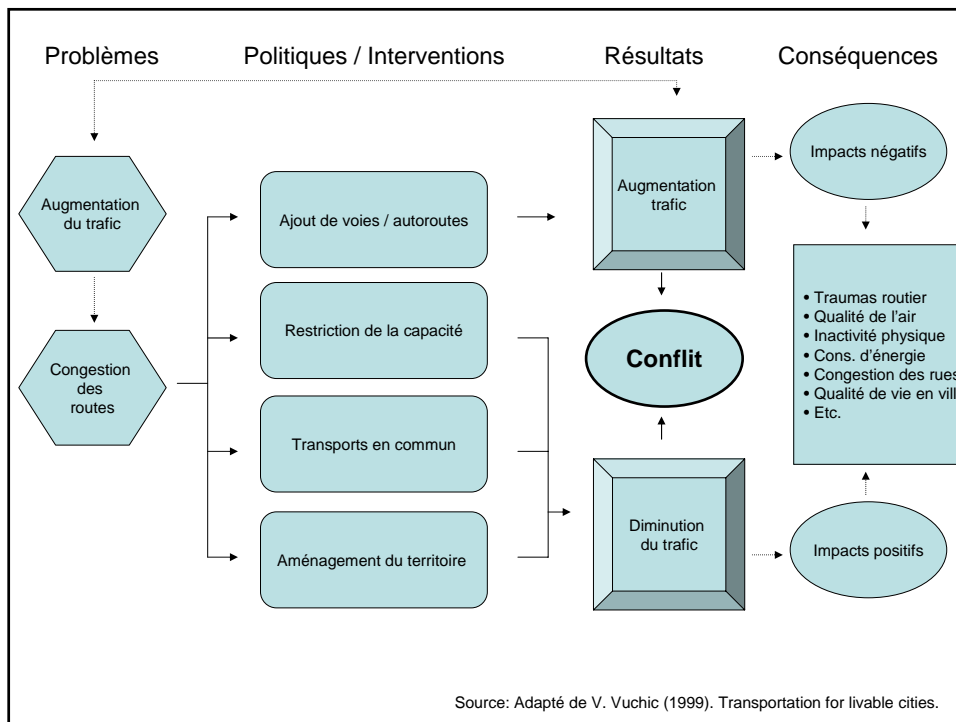 Problèmes
Politiques / Interventions
Résultats
Conséquences
Augmentation
du trafic
Congestion
des
routes
Ajout de voies / autoroutes
Restriction de la capacité
Transports en commun
Aménagement du territoire
Augmentation
trafic
Conflit
Diminution
du trafic
Impacts négatifs
• Traumas routier
• Qualité de l'air
• Inactivité physique
• Cons. d'énergie
• Congestion des rues
• Qualité de vie en vill
• Etc.
Impacts positifs
Source: Adapté de V. Vuchic (1999). Transportation for livable cities.